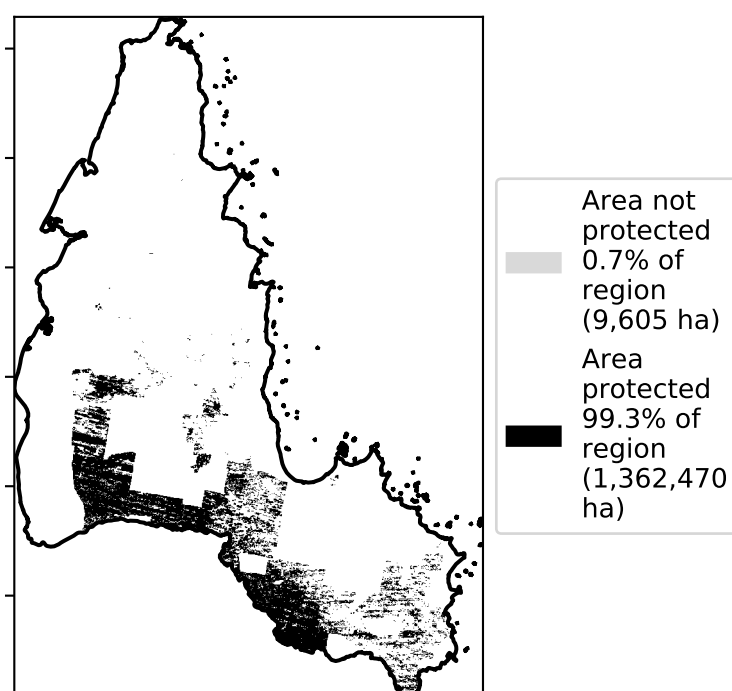 Area not
protected
0.7% of
region
(9,605 ha)
Area
protected
99.3% of
region
(1,362,470
ha)